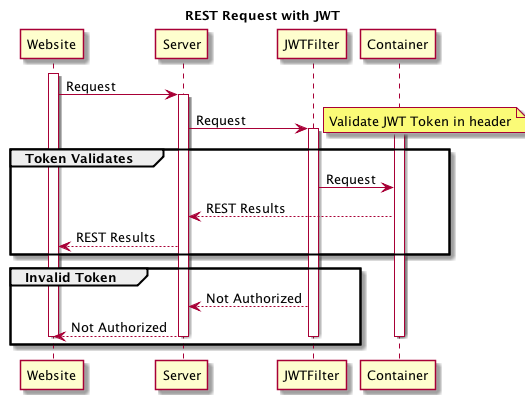 REST Request with JWT
Website
Server
JWTFilter
Container
Request
Request
Validate JWT Token in header
Token Validates
Request
REST Results
REST Results
Invalid Token
Not Authorized
Not Authorized
Website
Server
JWTFilter
Container